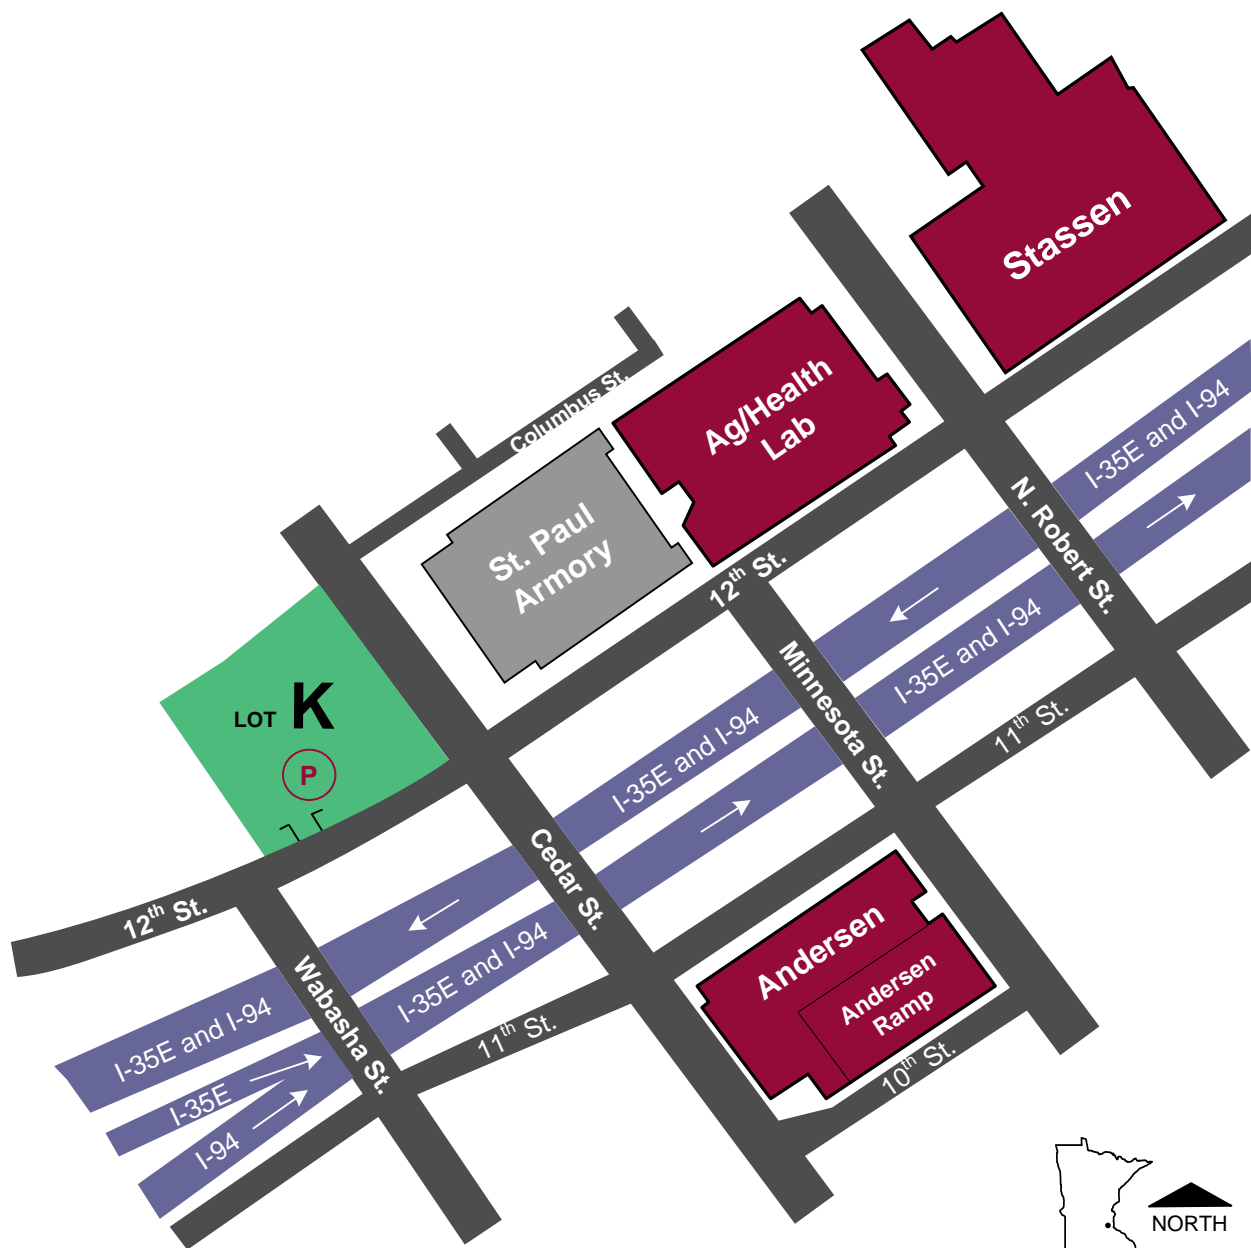 Stassen
I-35E and I-94
Columbus St.
Ag/Health
Lab
N. Robert St.
St. Paul
Armory
12th St.
I-35E and I-94
11th St.
Minnesota St.
LOT K
P
I-35E and I-94
Cedar St.
12th St.
Andersen
Andersen
Ramp
I-35E and I-94
Wabasha St.
I-35E and I-94
11th St.
10th St.
I-35E
I-94
NORTH